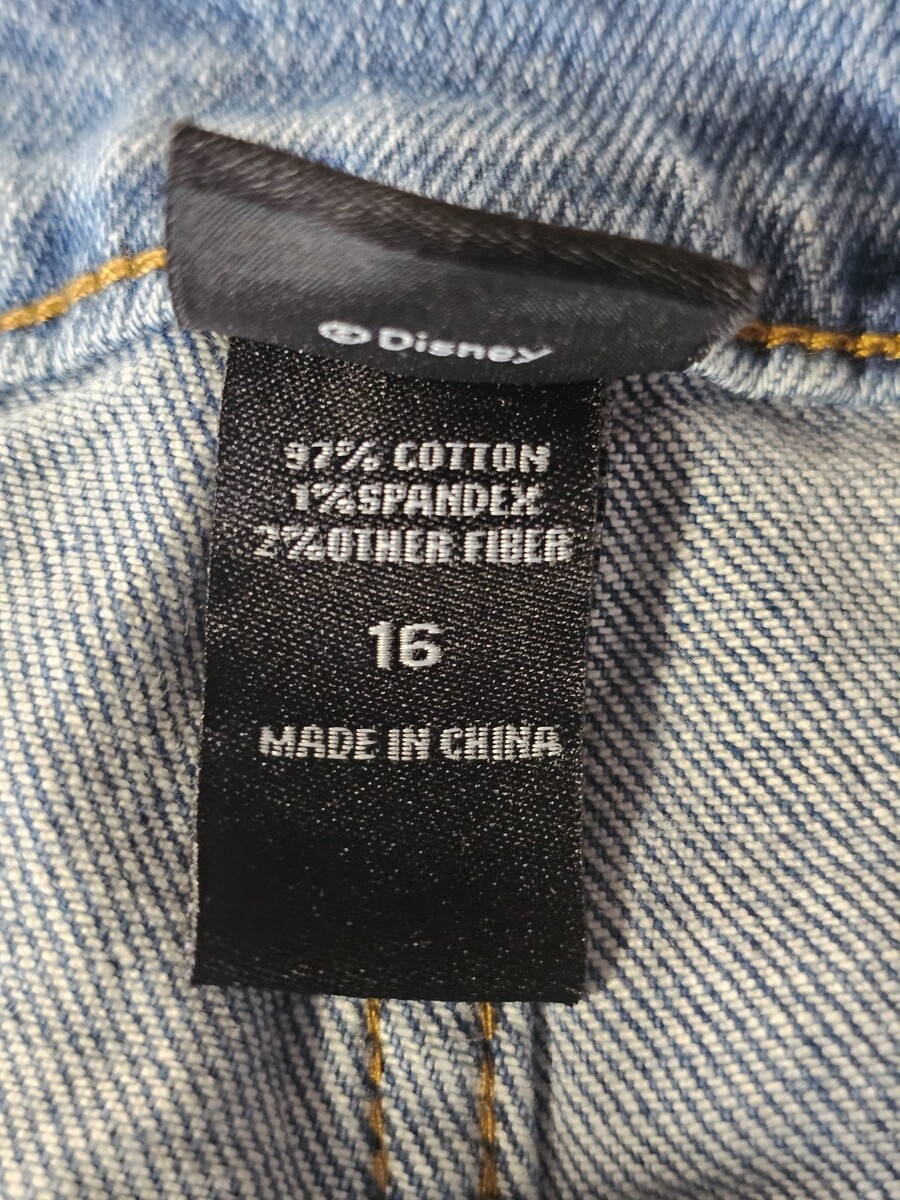 © Disney
97% COTTON
1%SPANDEX
2%OTHER FIBER
16
MADE IN CHINA